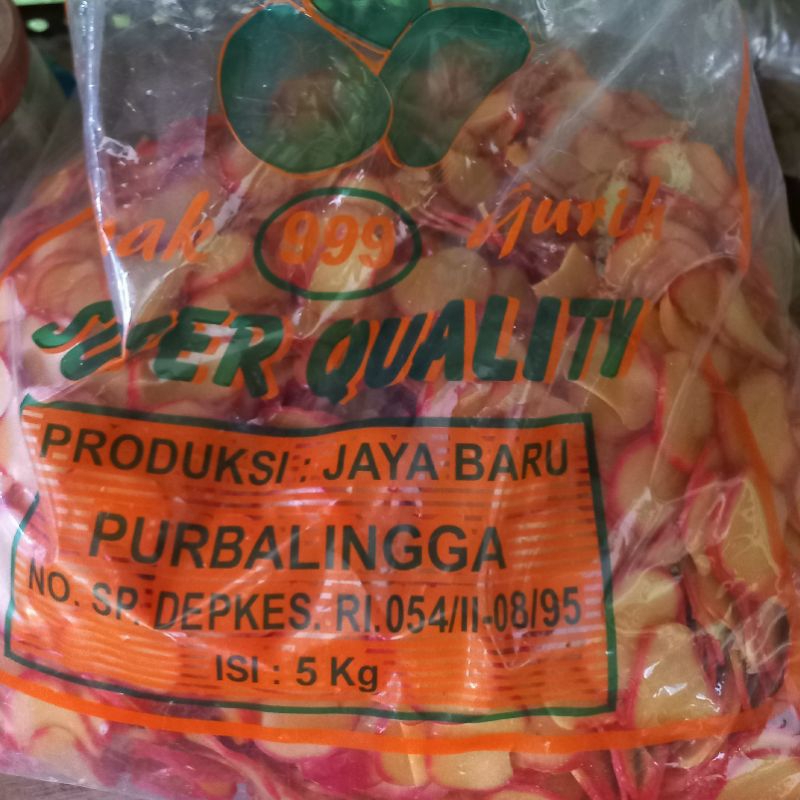 999 Gurih
SUPER QUALITY
PRODUKSI : JAYA BARU
PURBALINGGA
NO. SP. DEPKES. RI.054/II-08/95
ISI : 5 Kg